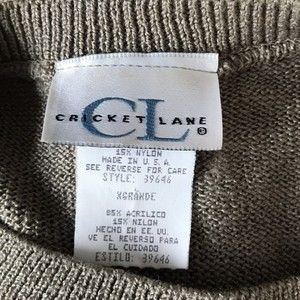 CL
CRICKET LANE ®
15% NYLON
MADE IN U.S.A.
SEE REVERSE FOR CARE
STYLE: 39646
XGRANDE
85% ACRILICO
15% NILON
HECHO EN EE. UU.
VE EL REVERSO PARA
EL CUIDADO
ESTILO: 39646